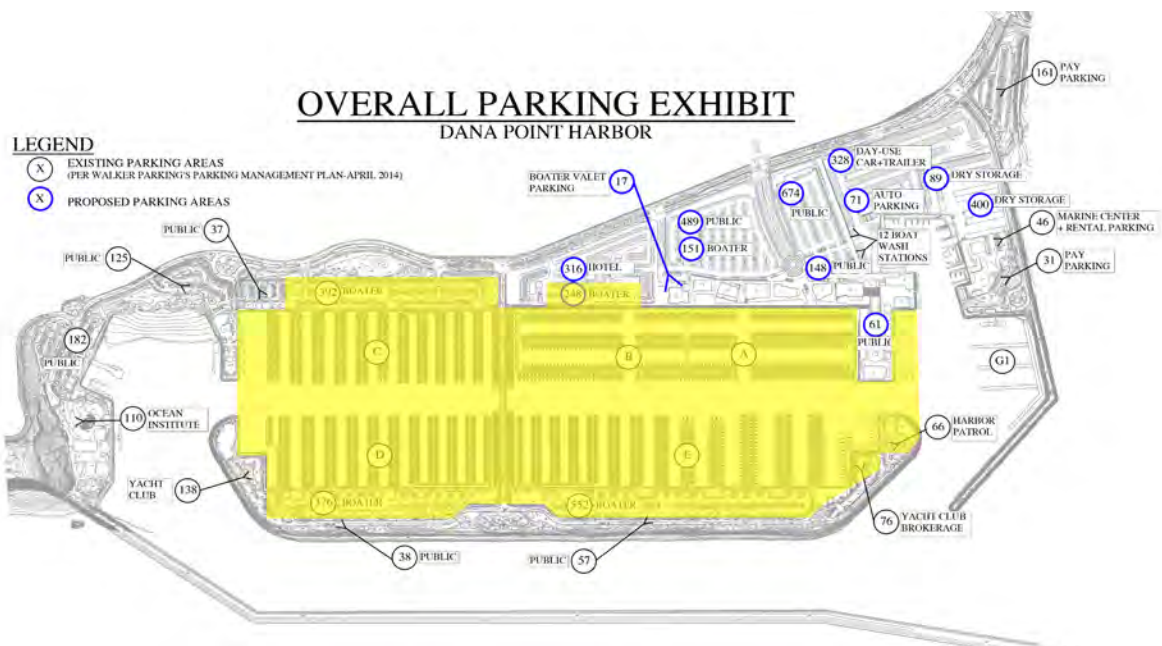 OVERALL PARKING EXHIBIT
DANA POINT HARBOR
LEGEND
X EXISTING PARKING AREAS
(PER WALKER PARKING'S PARKING MANAGEMENT PLAN-APRIL 2014)
X PROPOSED PARKING AREAS
161 PAY
PARKING
BOATER VALET
PARKING 17
328 DAY-USE
CAR+TRAILER
89 DRY STORAGE
674
PUBLIC
71 AUTO
PARKING
400 DRY STORAGE
489 PUBLIC
151 BOATER
46 MARINE CENTER
+ RENTAL PARKING
12 BOAT
WASH
STATIONS
PUBLIC 37
PUBLIC 125
316 HOTEL
248 BOATER
148 PUBLIC
31 PAY
PARKING
392 BOATER
61
PUBLIC
182
PUBLIC
C
B
A
G1
110 OCEAN
INSTITUTE
66 HARBOR
PATROL
D
E
YACHT
CLUB 138
376 BOATER
552 BOATER
76 YACHT CLUB
BROKERAGE
38 PUBLIC
PUBLIC 57